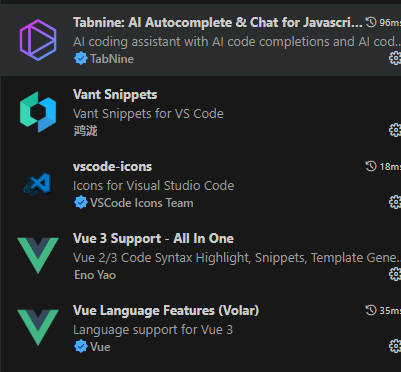 Tabnine: AI Autocomplete & Chat for Javascri... 96ms
AI coding assistant with AI code completions and AI cod...
TabNine
Vant Snippets
Vant Snippets for VS Code
鸿泷
vscode-icons 18ms
Icons for Visual Studio Code
VSCode Icons Team
Vue 3 Support - All In One
Vue 2/3 Code Syntax Highlight, Snippets, Template Gene...
Eno Yao
Vue Language Features (Volar) 35ms
Language support for Vue 3
Vue